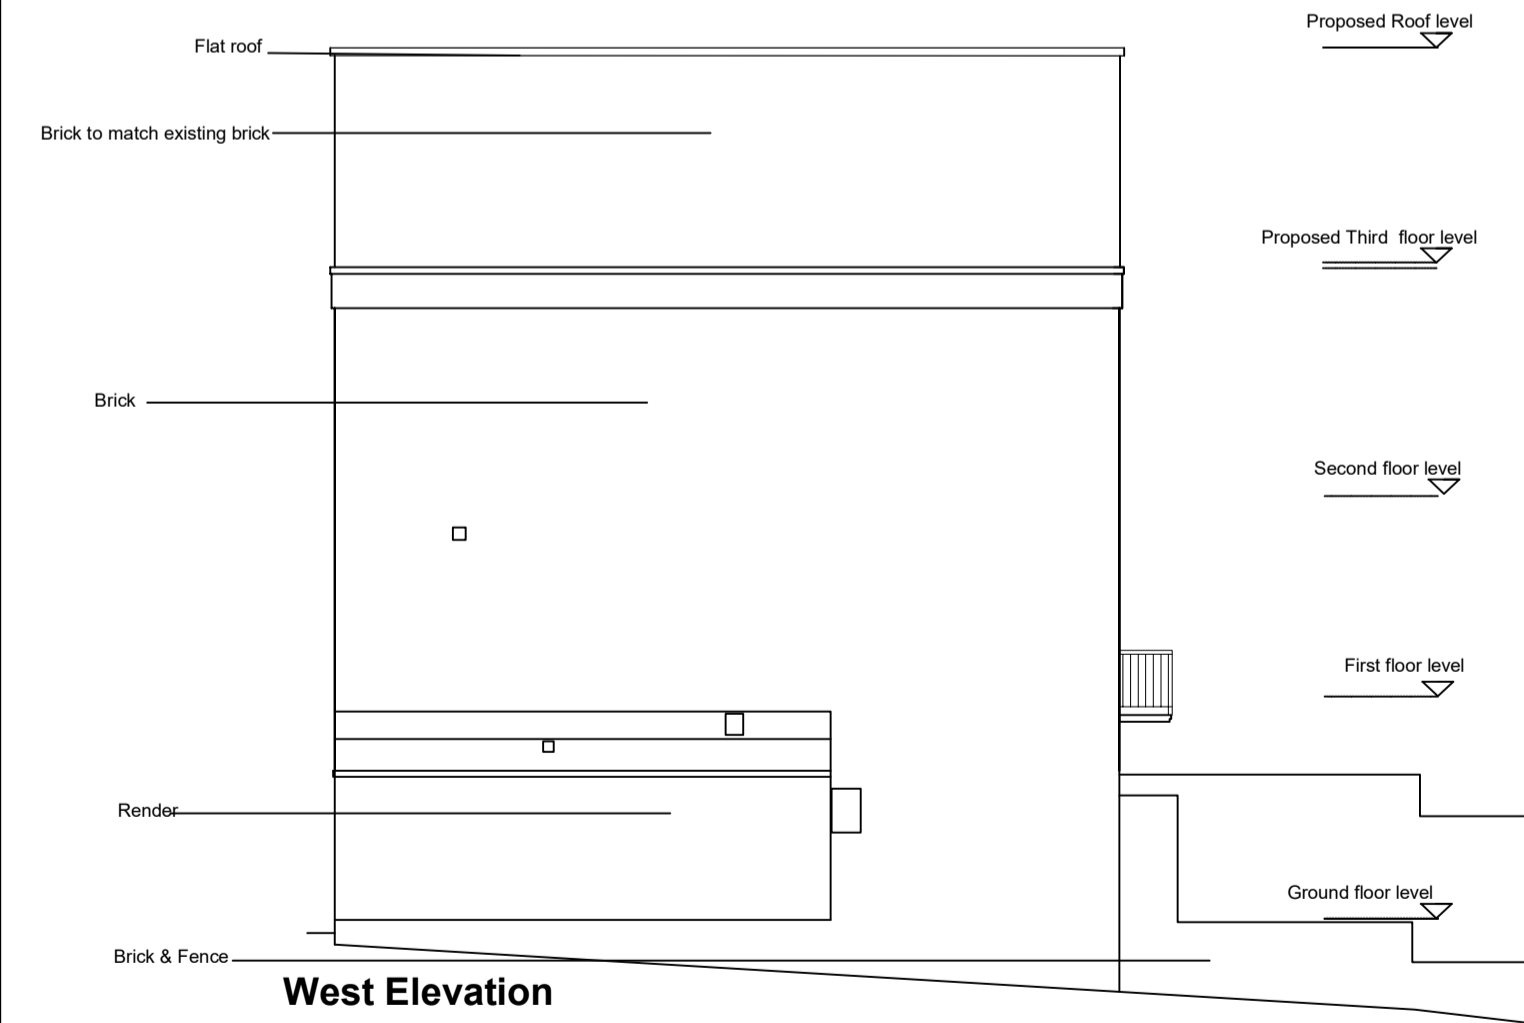 Proposed Roof level
Flat roof
Brick to match existing brick
Proposed Third floor level
Brick
Second floor level
First floor level
Render
Ground floor level
Brick & Fence
West Elevation